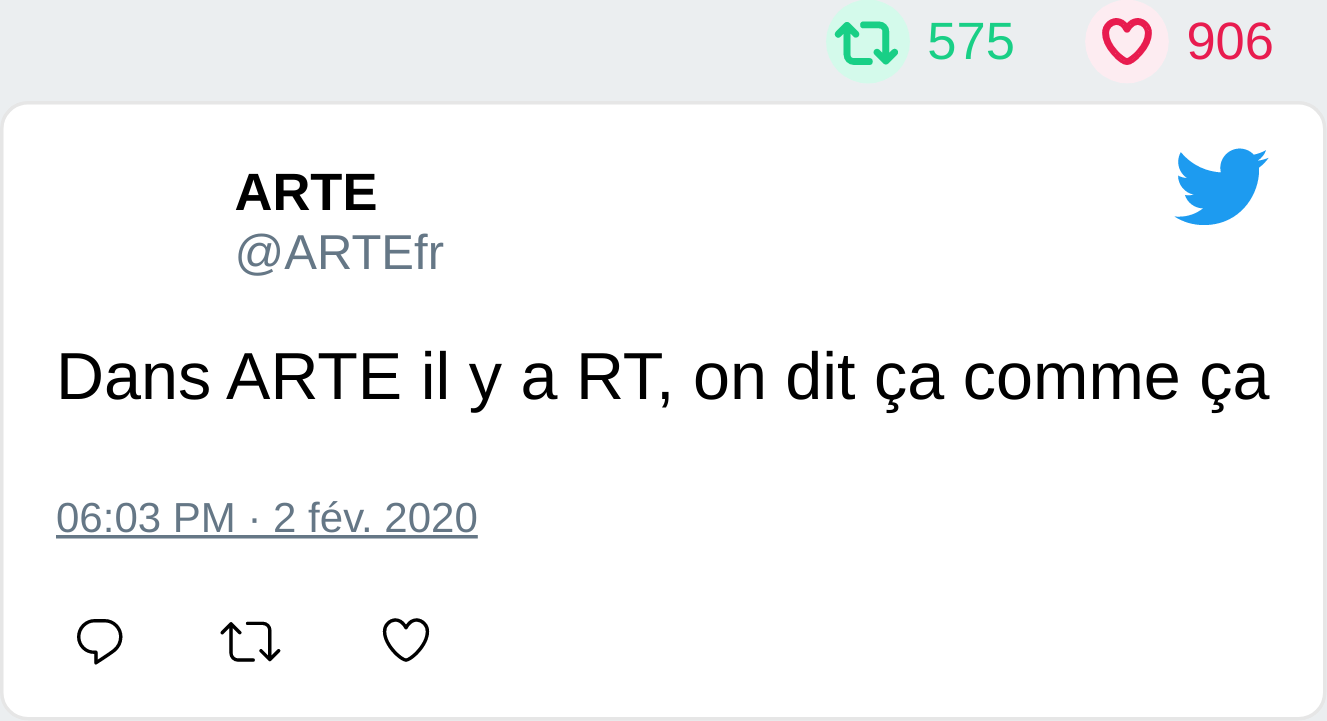 575 906
ARTE
@ARTEfr
Dans ARTE il y a RT, on dit ça comme ça
06:03 PM · 2 fév. 2020